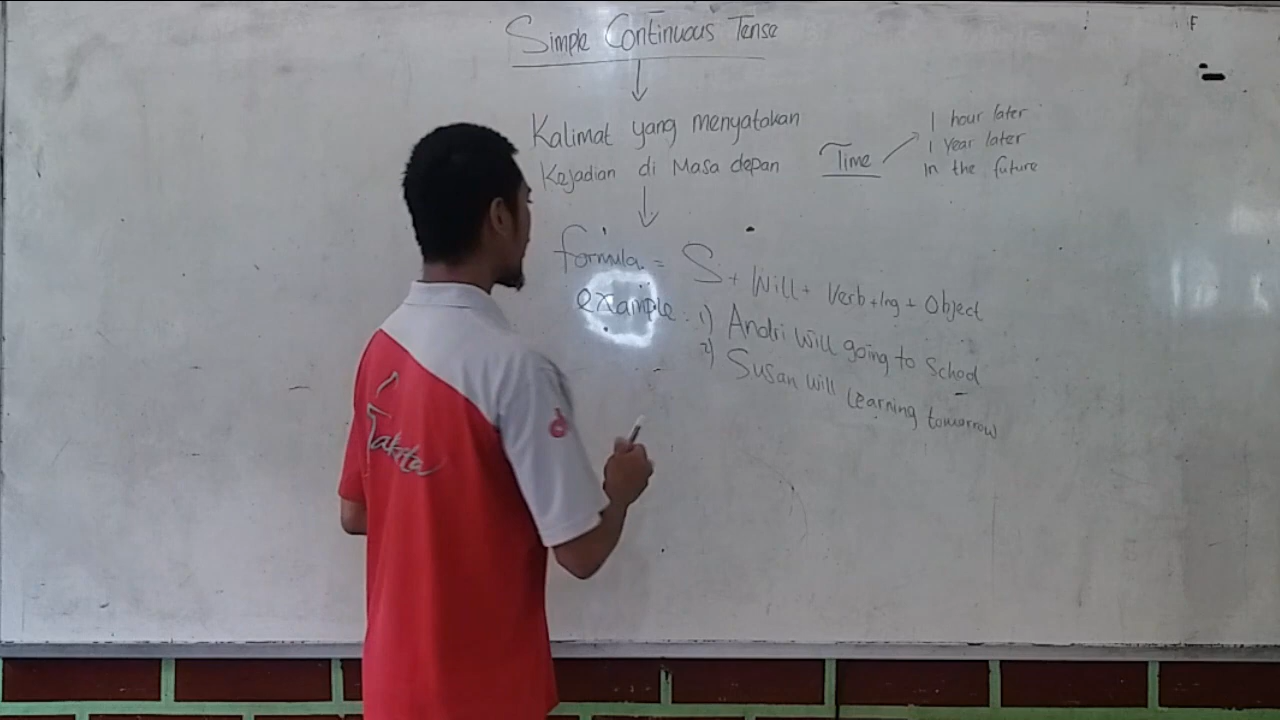 Simple Continuous Tense
Kalimat yang menyatakan
Kejadian di Masa depan
Time
1 hour later
1 Year later
In the future
formula = S + Will + Verb + Ing + Object
example : 1) Andri will going to School
2) Susan will Learning tomorrow
Jakarta
F